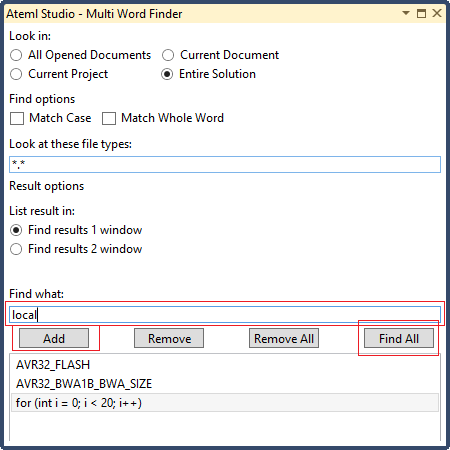 Ateml Studio - Multi Word Finder
Look in:
All Opened Documents Current Document
Current Project Entire Solution
Find options
Match Case Match Whole Word
Look at these file types:
*.*
Result options
List result in:
Find results 1 window
Find results 2 window
Find what:
local
Add Remove Remove All Find All
AVR32_FLASH
AVR32_BWA1B_BWA_SIZE
for (int i = 0; i < 20; i++)